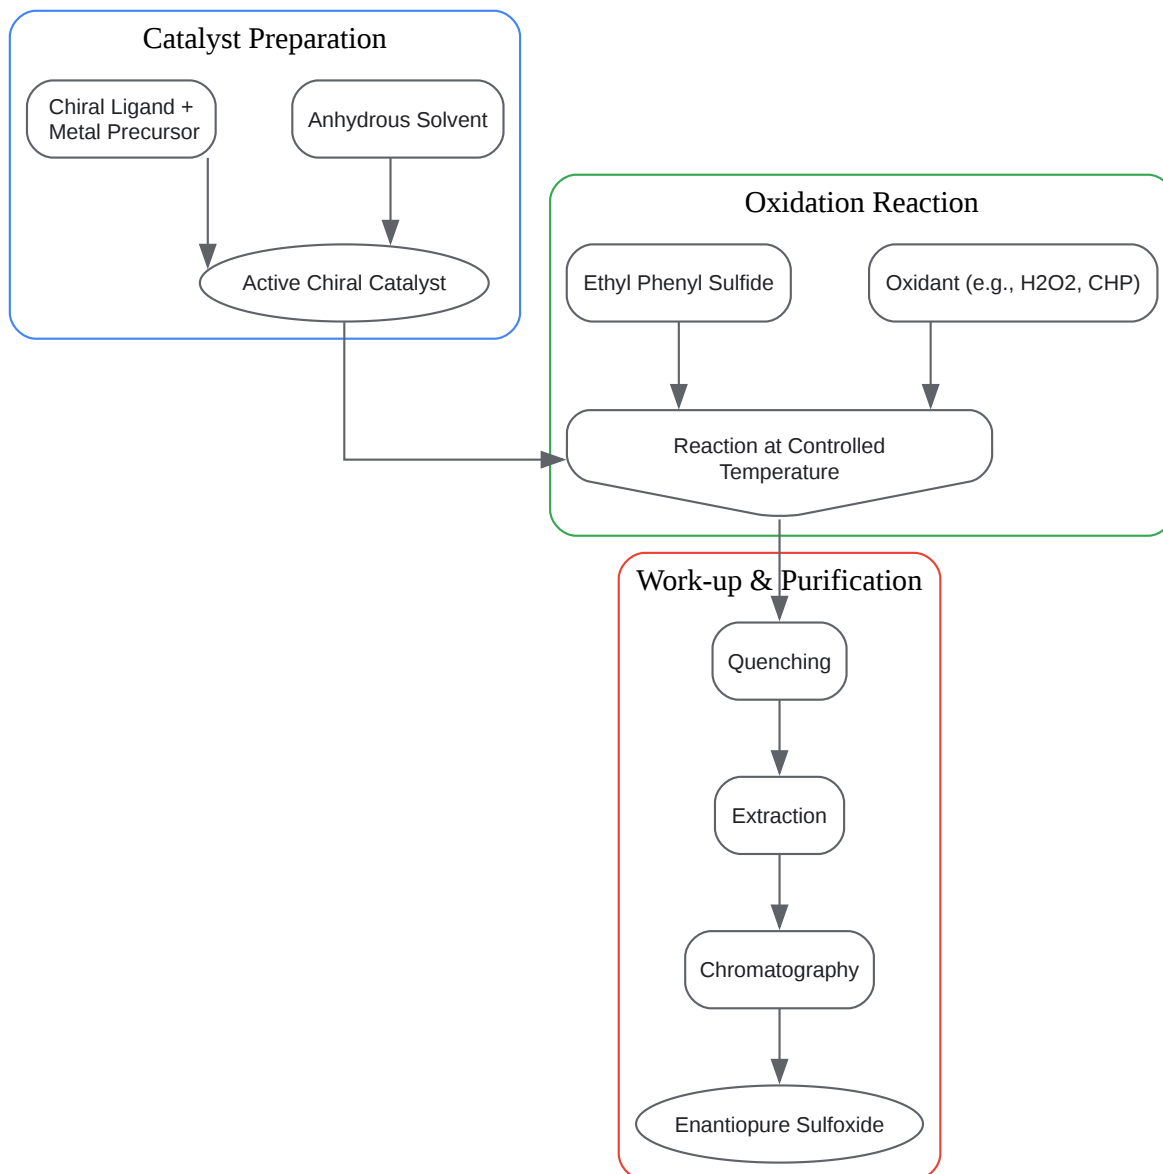 Catalyst Preparation
Chiral Ligand +
Metal Precursor
Anhydrous Solvent
Active Chiral Catalyst
Oxidation Reaction
Ethyl Phenyl Sulfide
Oxidant (e.g., H2O2, CHP)
Reaction at Controlled
Temperature
Work-up & Purification
Quenching
Extraction
Chromatography
Enantiopure Sulfoxide